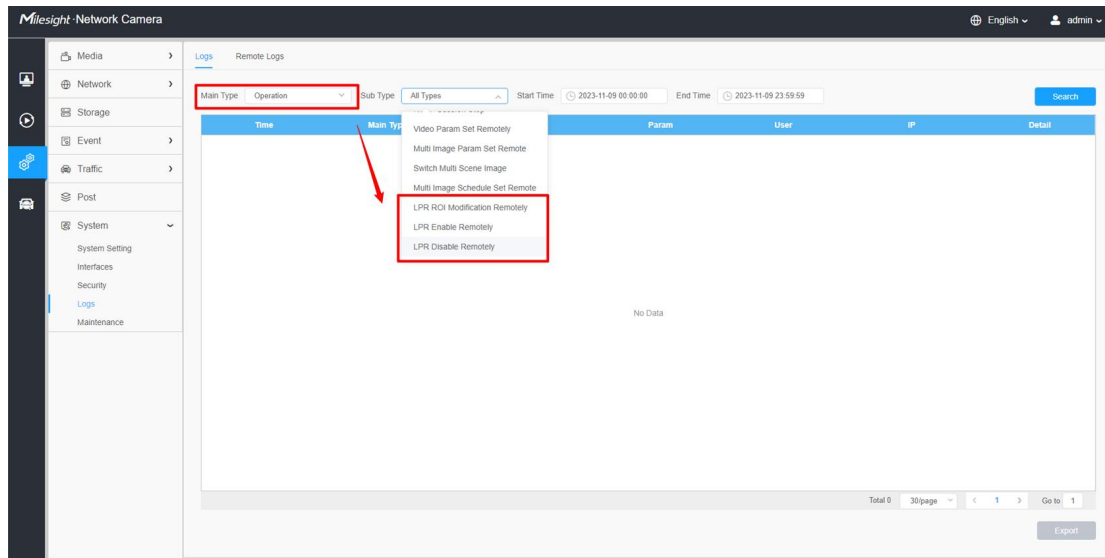 Milesight·Network Camera
English
admin
Media
Network
Storage
Event
Traffic
Post
System
System Setting
Interfaces
Security
Logs
Maintenance
Logs Remote Logs
Main Type Operation Sub Type All Types Start Time 2023-11-09 00:00:00 End Time 2023-11-09 23:59:59 Search
Time Main Typ Param User IP Detail
Video Param Set Remotely
Multi Image Param Set Remote
Switch Multi Scene Image
Multi Image Schedule Set Remote
LPR ROI Modification Remotely
LPR Enable Remotely
LPR Disable Remotely
No Data
Total 0 30/page 1 Go to 1
Export